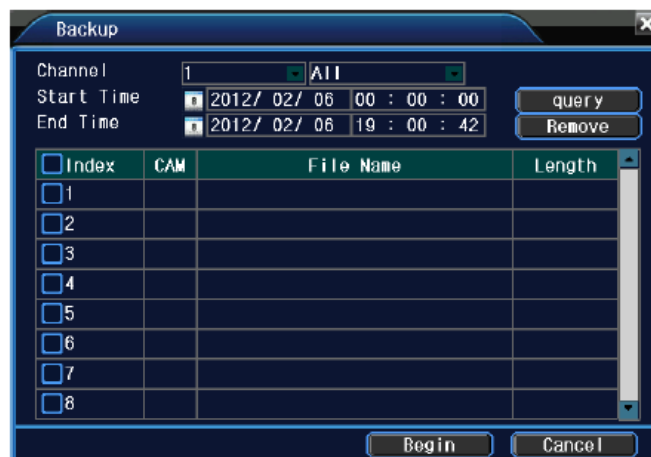 Backup
Channel 1 All
Start Time 2012/ 02/ 06 00 : 00 : 00 query
End Time 2012/ 02/ 06 19 : 00 : 42 Remove
Index CAM File Name Length
1
2
3
4
5
6
7
8
Begin Cancel